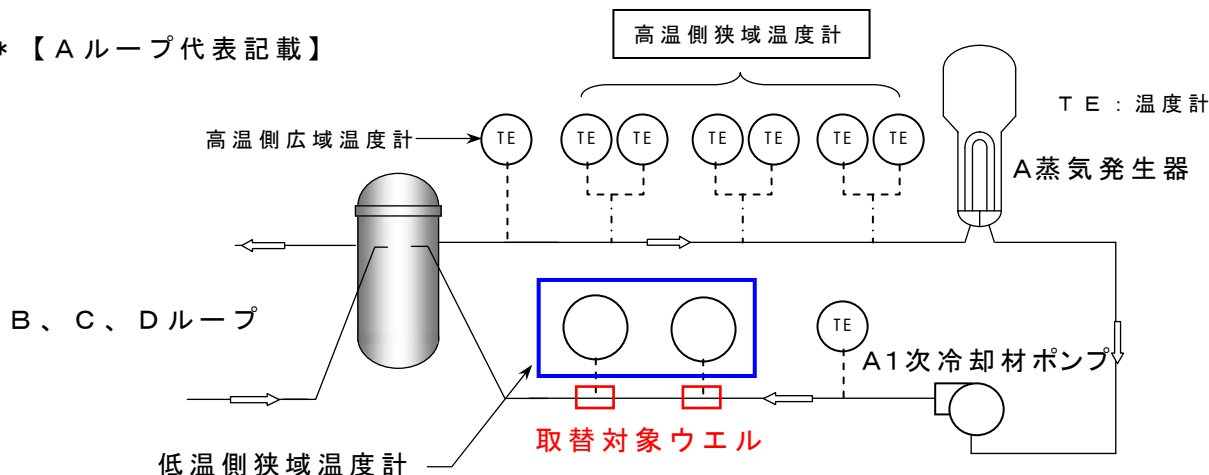 * 【Aループ代表記載】
高温側狭域温度計
TE:温度計
高温側広域温度計
TE
TE
TE
TE
TE
TE
TE
A蒸気発生器
B、C、Dループ
TE
A1次冷却材ポンプ
取替対象ウエル
低温側狭域温度計